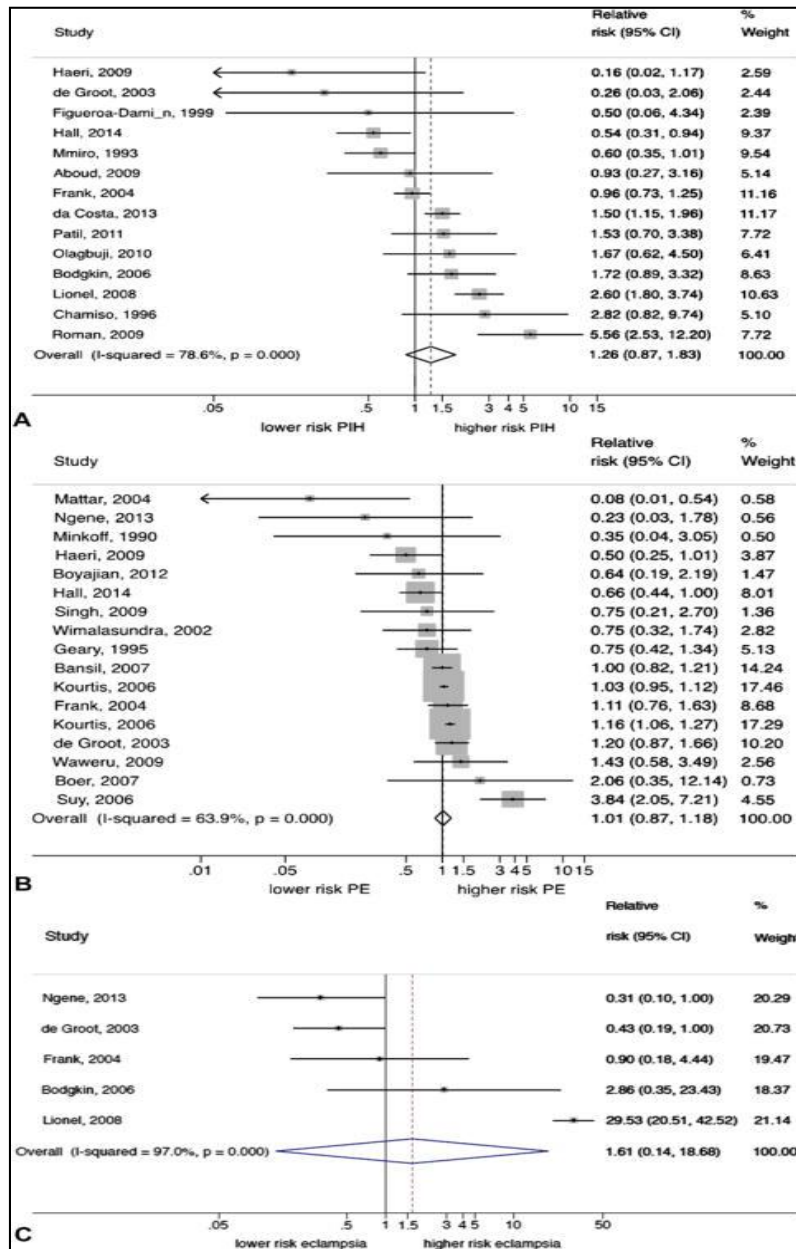 Relative %
Study risk (95% CI) Weight
Haeri, 2009 0.16 (0.02, 1.17) 2.59
de Groot, 2003 0.26 (0.03, 2.06) 2.44
Figueroa-Dami_n, 1999 0.50 (0.06, 4.34) 2.39
Hall, 2014 0.54 (0.31, 0.94) 9.37
Mmiro, 1993 0.60 (0.35, 1.01) 9.54
Aboud, 2009 0.93 (0.27, 3.16) 5.14
Frank, 2004 0.96 (0.73, 1.25) 11.16
da Costa, 2013 1.50 (1.15, 1.96) 11.17
Patil, 2011 1.53 (0.70, 3.38) 7.72
Olagbuji, 2010 1.67 (0.62, 4.50) 6.41
Bodgkin, 2006 1.72 (0.89, 3.32) 8.63
Lionel, 2008 2.60 (1.80, 3.74) 10.63
Chamiso, 1996 2.82 (0.82, 9.74) 5.10
Roman, 2009 5.56 (2.53, 12.20) 7.72
Overall (I-squared = 78.6%, p = 0.000) 1.26 (0.87, 1.83) 100.00
A
.05 .5 1 1.5 3 4 5 10 15
lower risk PIH higher risk PIH
Relative %
Study risk (95% CI) Weight
Mattar, 2004 0.08 (0.01, 0.54) 0.58
Ngene, 2013 0.23 (0.03, 1.78) 0.56
Minkoff, 1990 0.35 (0.04, 3.05) 0.50
Haeri, 2009 0.50 (0.25, 1.01) 3.87
Boyajian, 2012 0.64 (0.19, 2.19) 1.47
Hall, 2014 0.66 (0.44, 1.00) 8.01
Singh, 2009 0.75 (0.21, 2.70) 1.36
Wimalasundra, 2002 0.75 (0.32, 1.74) 2.82
Geary, 1995 0.75 (0.42, 1.34) 5.13
Bansil, 2007 1.00 (0.82, 1.21) 14.24
Kourtis, 2006 1.03 (0.95, 1.12) 17.46
Frank, 2004 1.11 (0.76, 1.63) 8.68
Kourtis, 2006 1.16 (1.06, 1.27) 17.29
de Groot, 2003 1.20 (0.87, 1.66) 10.20
Waweru, 2009 1.43 (0.58, 3.49) 2.56
Boer, 2007 2.06 (0.35, 12.14) 0.73
Suy, 2006 3.84 (2.05, 7.21) 4.55
Overall (I-squared = 63.9%, p = 0.000) 1.01 (0.87, 1.18) 100.00
.01 .05 .5 1 1.5 3 4 5 10 15
B lower risk PE higher risk PE
Relative %
Study risk (95% CI) Weight
Ngene, 2013 0.31 (0.10, 1.00) 20.29
de Groot, 2003 0.43 (0.19, 1.00) 20.73
Frank, 2004 0.90 (0.18, 4.44) 19.47
Bodgkin, 2006 2.86 (0.35, 23.43) 18.37
Lionel, 2008 29.53 (20.51, 42.52) 21.14
Overall (I-squared = 97.0%, p = 0.000) 1.61 (0.14, 18.68) 100.00
.05 .5 1 1.5 3 4 5 10 50
C lower risk eclampsia higher risk eclampsia